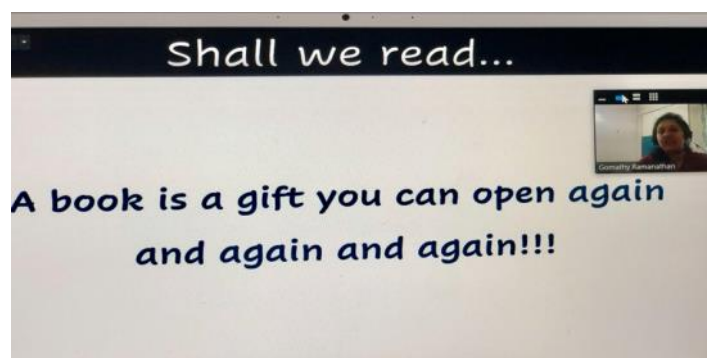 Shall we read...
Gomathy Ramanathan
A book is a gift you can open again
and again and again!!!